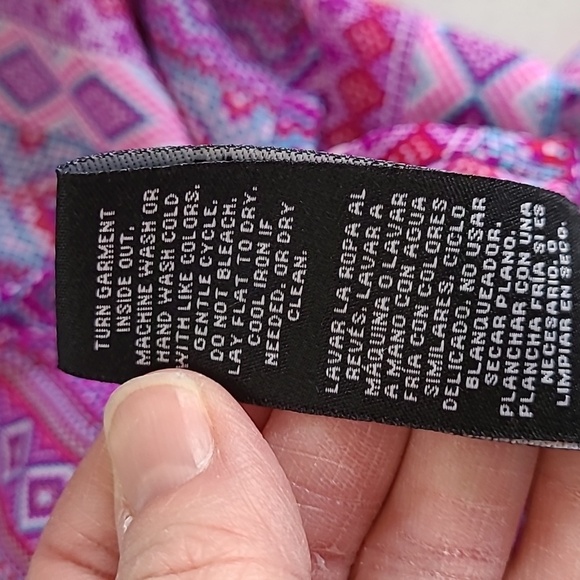 TURN GARMENT
INSIDE OUT.
MACHINE WASH OR
HAND WASH COLD
WITH LIKE COLORS.
GENTLE CYCLE.
DO NOT BLEACH.
LAY FLAT TO DRY.
COOL IRON IF
NEEDED. OR DRY
CLEAN.
LAVAR LA ROPA AL
REVÉS. LAVAR A
MÁQUINA O LAVAR
A MANO CON AGUA
FRÍA CON COLORES
SIMILARES. CICLO
DELICADO. NO USAR
BLANQUEADOR.
SECAR PLANO.
PLANCHAR CON UNA
PLANCHA FRÍA SI ES
NECESARIO. O
LIMPIAR EN SECO.